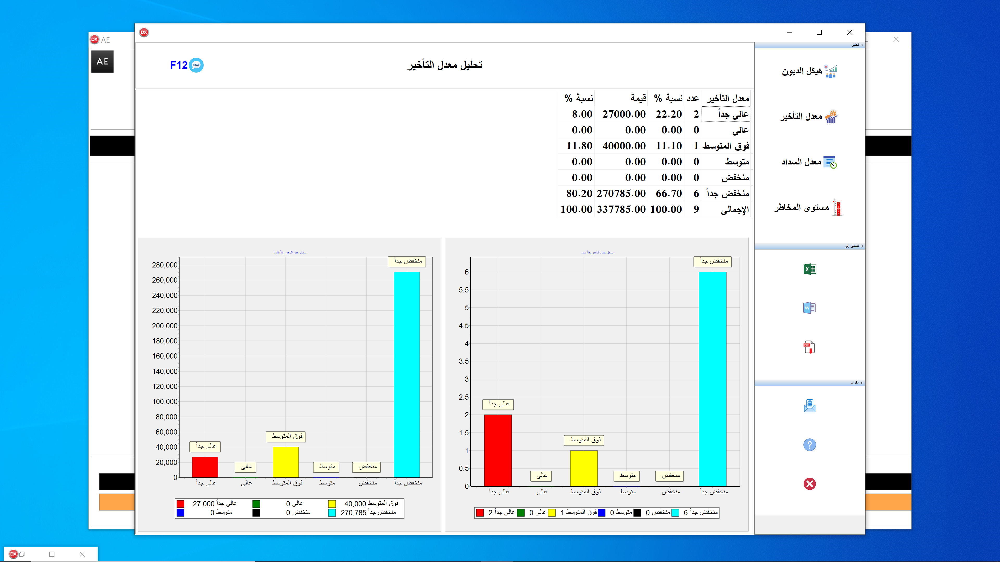 AE
AE
F12
NEW
تحليل معدل التأخير
معدل التأخير عدد نسبة % قيمة نسبة %
عالى جداً 2 22.20 27000.00 8.00
عالى 0 0.00 0.00 0.00
فوق المتوسط 1 11.10 40000.00 11.80
متوسط 0 0.00 0.00 0.00
منخفض 0 0.00 0.00 0.00
منخفض جداً 6 66.70 270785.00 80.20
الإجمالى 9 100.00 337785.00 100.00
تحليل
هيكل الديون
معدل التأخير
معدل السداد
مستوى المخاطر
RISK
تصدير إلى
X
W
PDF
أخرى
?
تحليل معدل التأخير وفقاً للعدد
6
5.5
5
4.5
4
3.5
3
2.5
2
1.5
1
0.5
0
منخفض جداً
عالى جداً
فوق المتوسط
عالى
متوسط
منخفض
عالى جداً عالى فوق المتوسط متوسط منخفض منخفض جداً
عالى جداً 2 عالى 0 فوق المتوسط 1 متوسط 0 منخفض 0 منخفض جداً 6
تحليل معدل التأخير وفقاً للقيمة
280,000
260,000
240,000
220,000
200,000
180,000
160,000
140,000
120,000
100,000
80,000
60,000
40,000
20,000
0
منخفض جداً
فوق المتوسط
عالى جداً
عالى
متوسط
منخفض
عالى جداً عالى فوق المتوسط متوسط منخفض منخفض جداً
عالى جداً 27,000 عالى 0 فوق المتوسط 40,000
متوسط 0 منخفض 0 منخفض جداً 270,785
DX
DX
DX